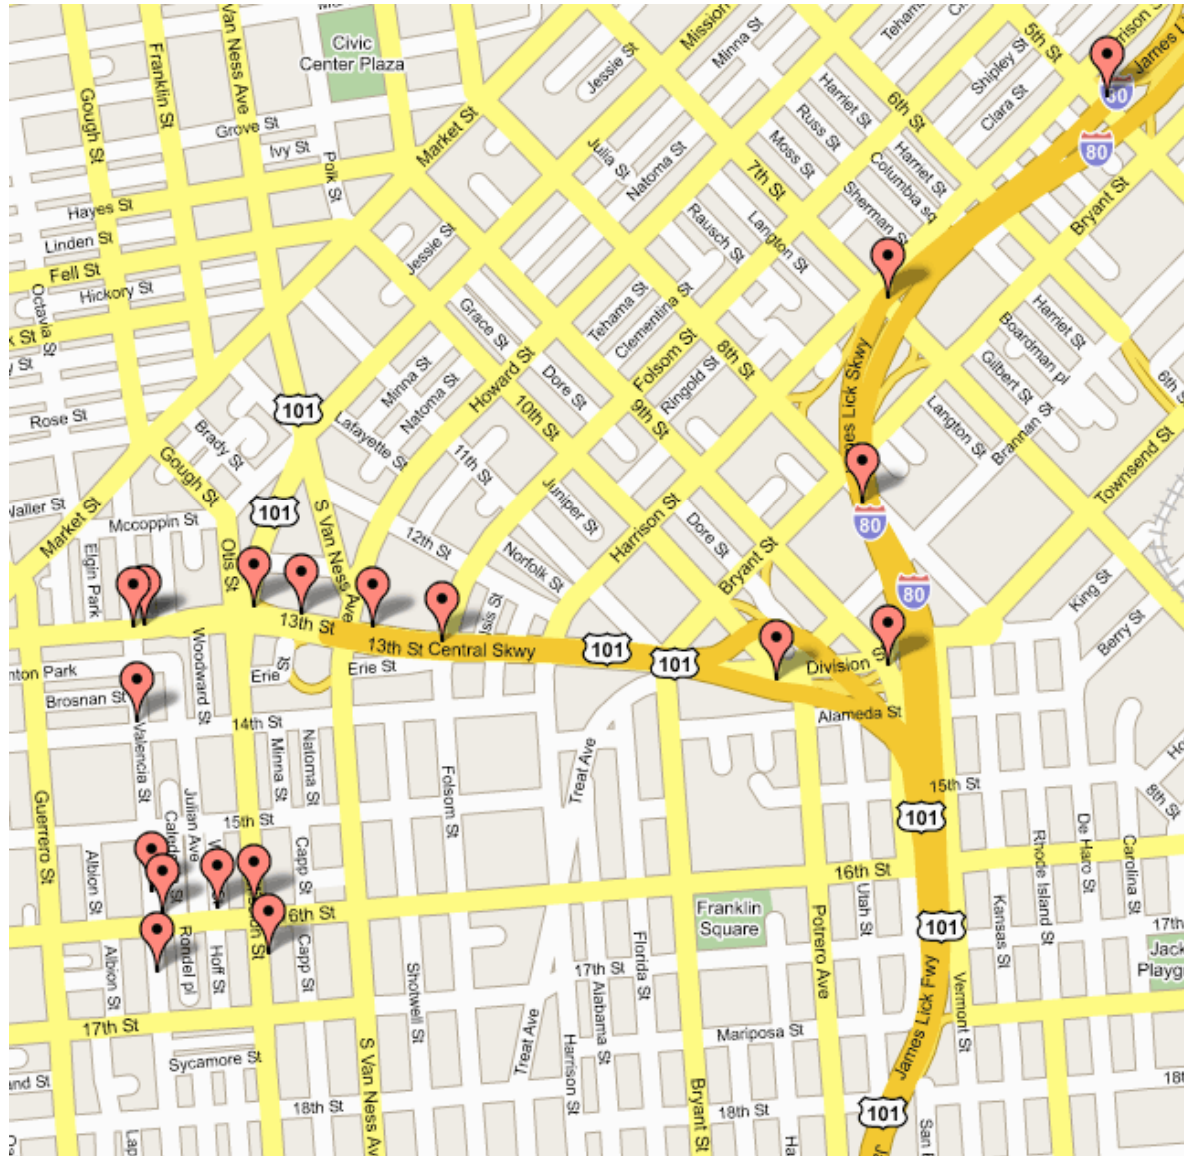 Civic
Center Plaza
Van Ness Ave
Franklin St
Gough St
Grove St
Ivy St
Polk St
Hayes St
Linden St
Fell St
Hickory St
Octavia St
Rose St
Market St
Jessie St
Mission
Minna St
Tehama St
Shipley St
5th St
Clara St
Harriet St
6th St
Russ St
Moss St
Harriet St
Columbia sq
Sherman St
7th St
Julia St
Natoma St
Market St
80
80
Bryant St
Langton St
Rausch St
Jessie St
Tehama St
Clementina St
Folsom St
8th St
Grace St
Howard St
Minna St
Natoma St
Dore St
Ringold St
9th St
10th St
Lafayette St
11th St
Juniper St
Harriet St
Boardman pl
Gilbert St
Langton St
Brannan St
6th St
Townsend St
101
Brady St
Gough St
101
S Van Ness Ave
Mccoppin St
Market St
Elgin Park
Otis St
12th St
Norfolk St
Harrison St
Dore St
Bryant St
80
80
King St
Berry St
13th St
13th St Central Skwy
101
101
Division St
Alameda St
Woodward St
Erie St
Erie St
Brosnan St
14th St
Valencia St
Minna St
Natoma St
Folsom St
Treat Ave
Guerrero St
Julian Ave
15th St
15th St
101
8th St
Albion St
Capp St
16th St
Utah St
Rhode Island St
De Haro St
Carolina St
Franklin
Square
Potrero Ave
101
Kansas St
Albion St
Rondel pl
Hoff St
Capp St
Shotwell St
17th St
Florida St
Alabama St
17th St
Treat Ave
Harrison St
Mariposa St
James Lick Fwy
Vermont St
Sycamore St
S Van Ness Av
18th St
Bryant St
18th St
101